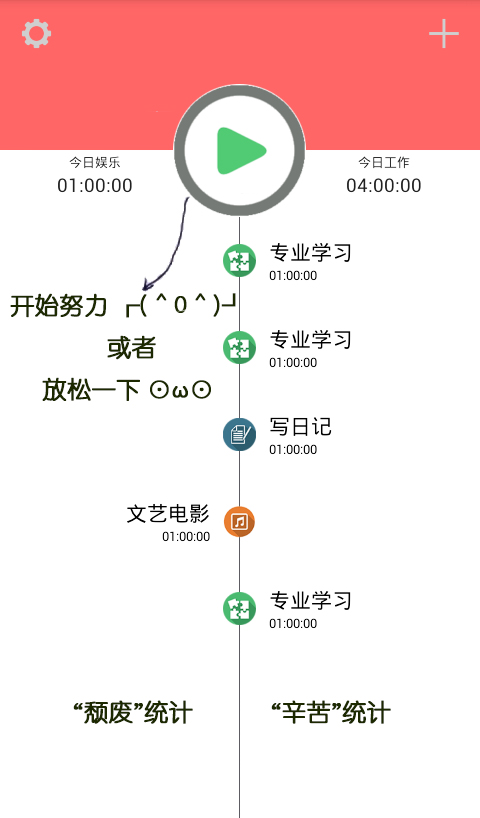 今日娱乐
01:00:00
今日工作
04:00:00
专业学习
01:00:00
开始努力 ┏(＾0＾)┛
或者
放松一下 ⊙ω⊙
专业学习
01:00:00
写日记
01:00:00
文艺电影
01:00:00
专业学习
01:00:00
“颓废”统计
“辛苦”统计